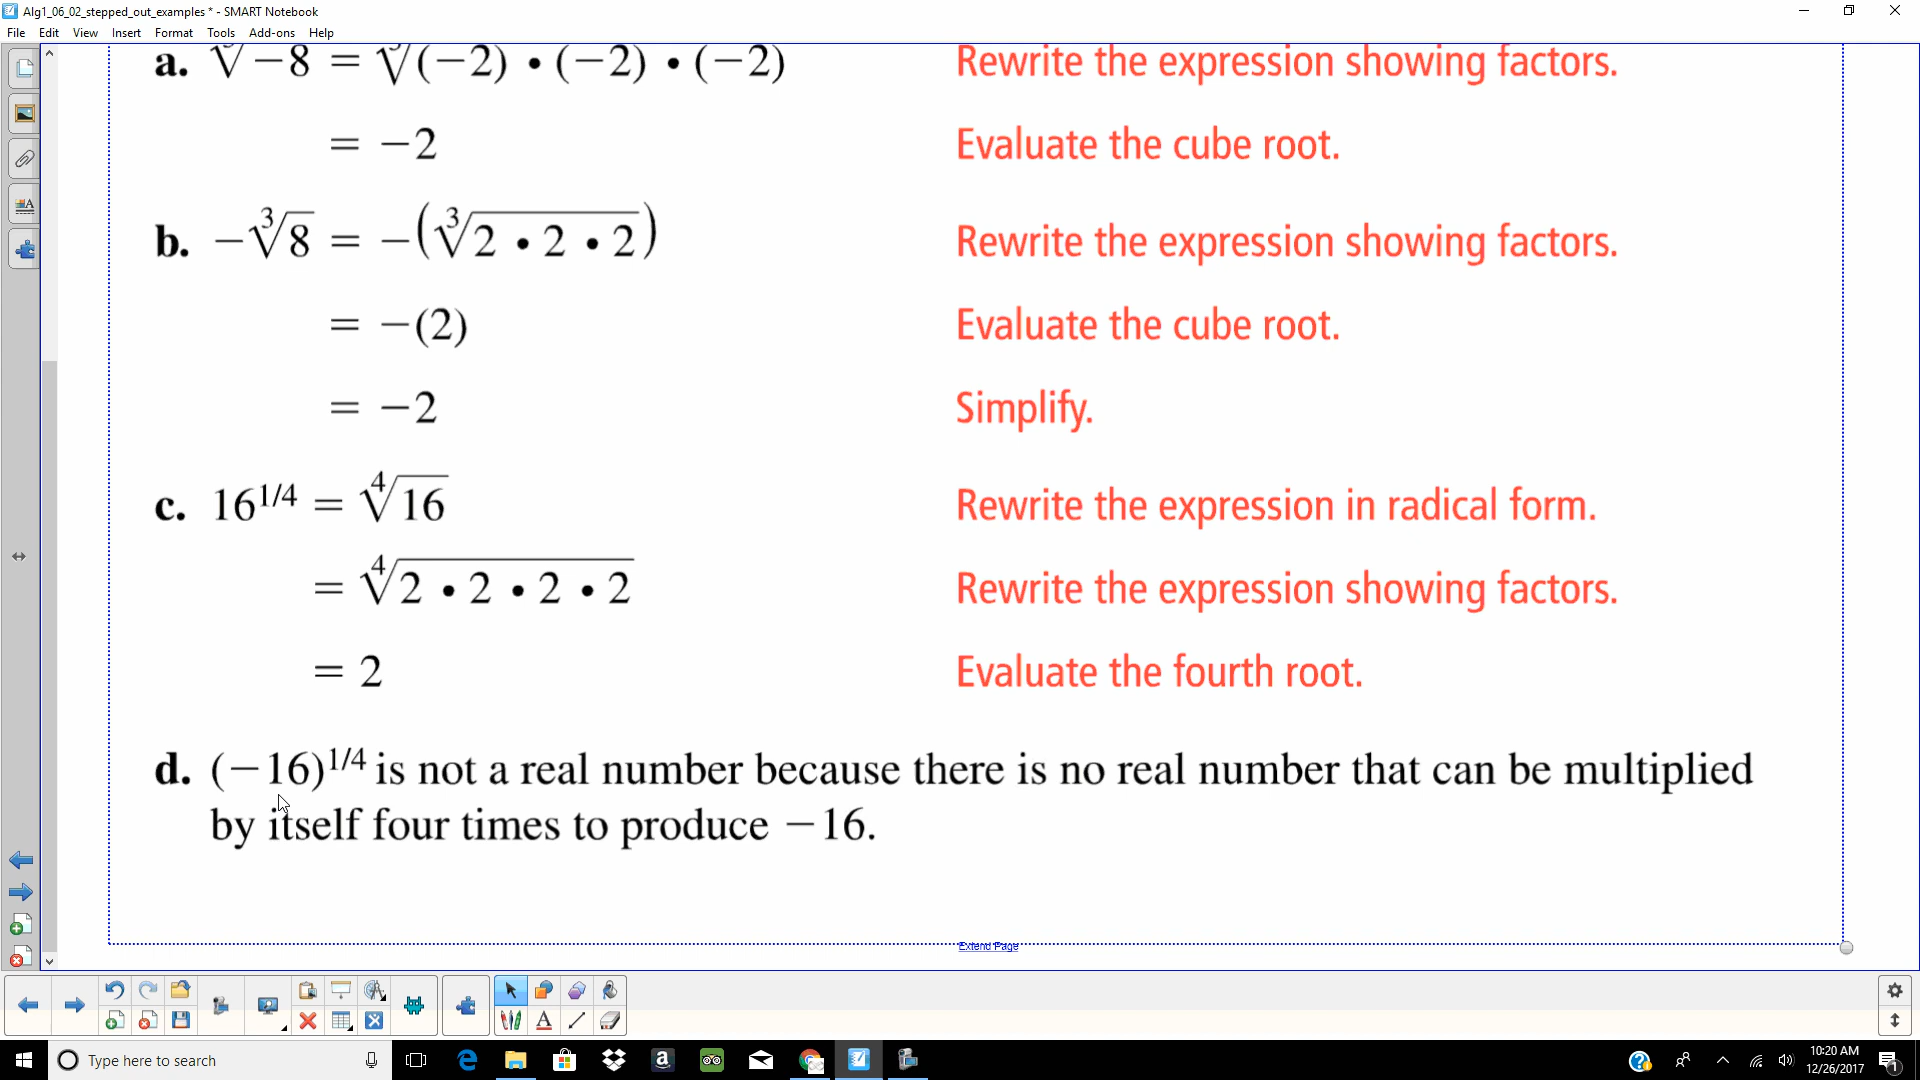 Alg1_06_02_stepped_out_examples * - SMART Notebook
File Edit View Insert Format Tools Add-ons Help
a. ∛−8 = ∛(−2) • (−2) • (−2) Rewrite the expression showing factors.
= −2 Evaluate the cube root.
b. −∛8 = −(∛2 • 2 • 2) Rewrite the expression showing factors.
= −(2) Evaluate the cube root.
= −2 Simplify.
c. 16^1/4 = ∜16 Rewrite the expression in radical form.
= ∜2 • 2 • 2 • 2 Rewrite the expression showing factors.
= 2 Evaluate the fourth root.
d. (−16)^1/4 is not a real number because there is no real number that can be multiplied
by itself four times to produce −16.
Extend Page
Type here to search
10:20 AM
12/26/2017